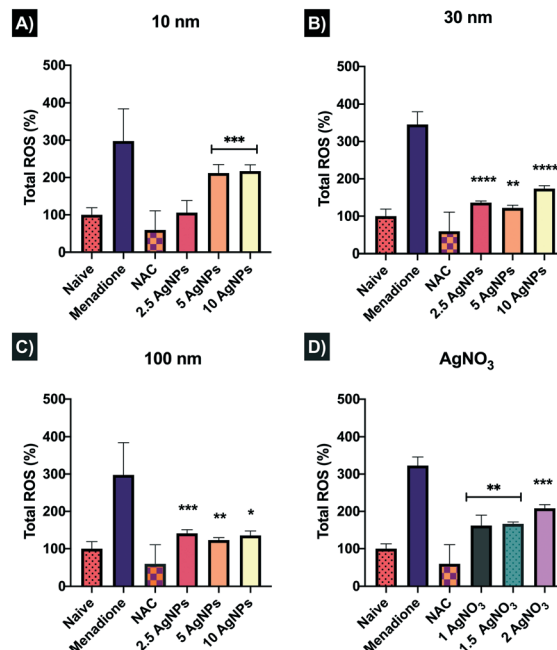 A)
10 nm
Total ROS (%)
500
400
300
200
100
0
***
Naive
Menadione
NAC
2.5 AgNPs
5 AgNPs
10 AgNPs
B)
30 nm
Total ROS (%)
500
400
300
200
100
0
****
**
****
Naive
Menadione
NAC
2.5 AgNPs
5 AgNPs
10 AgNPs
C)
100 nm
Total ROS (%)
500
400
300
200
100
0
***
**
*
Naive
Menadione
NAC
2.5 AgNPs
5 AgNPs
10 AgNPs
D)
AgNO₃
Total ROS (%)
500
400
300
200
100
0
**
***
Naive
Menadione
NAC
1 AgNO₃
1.5 AgNO₃
2 AgNO₃